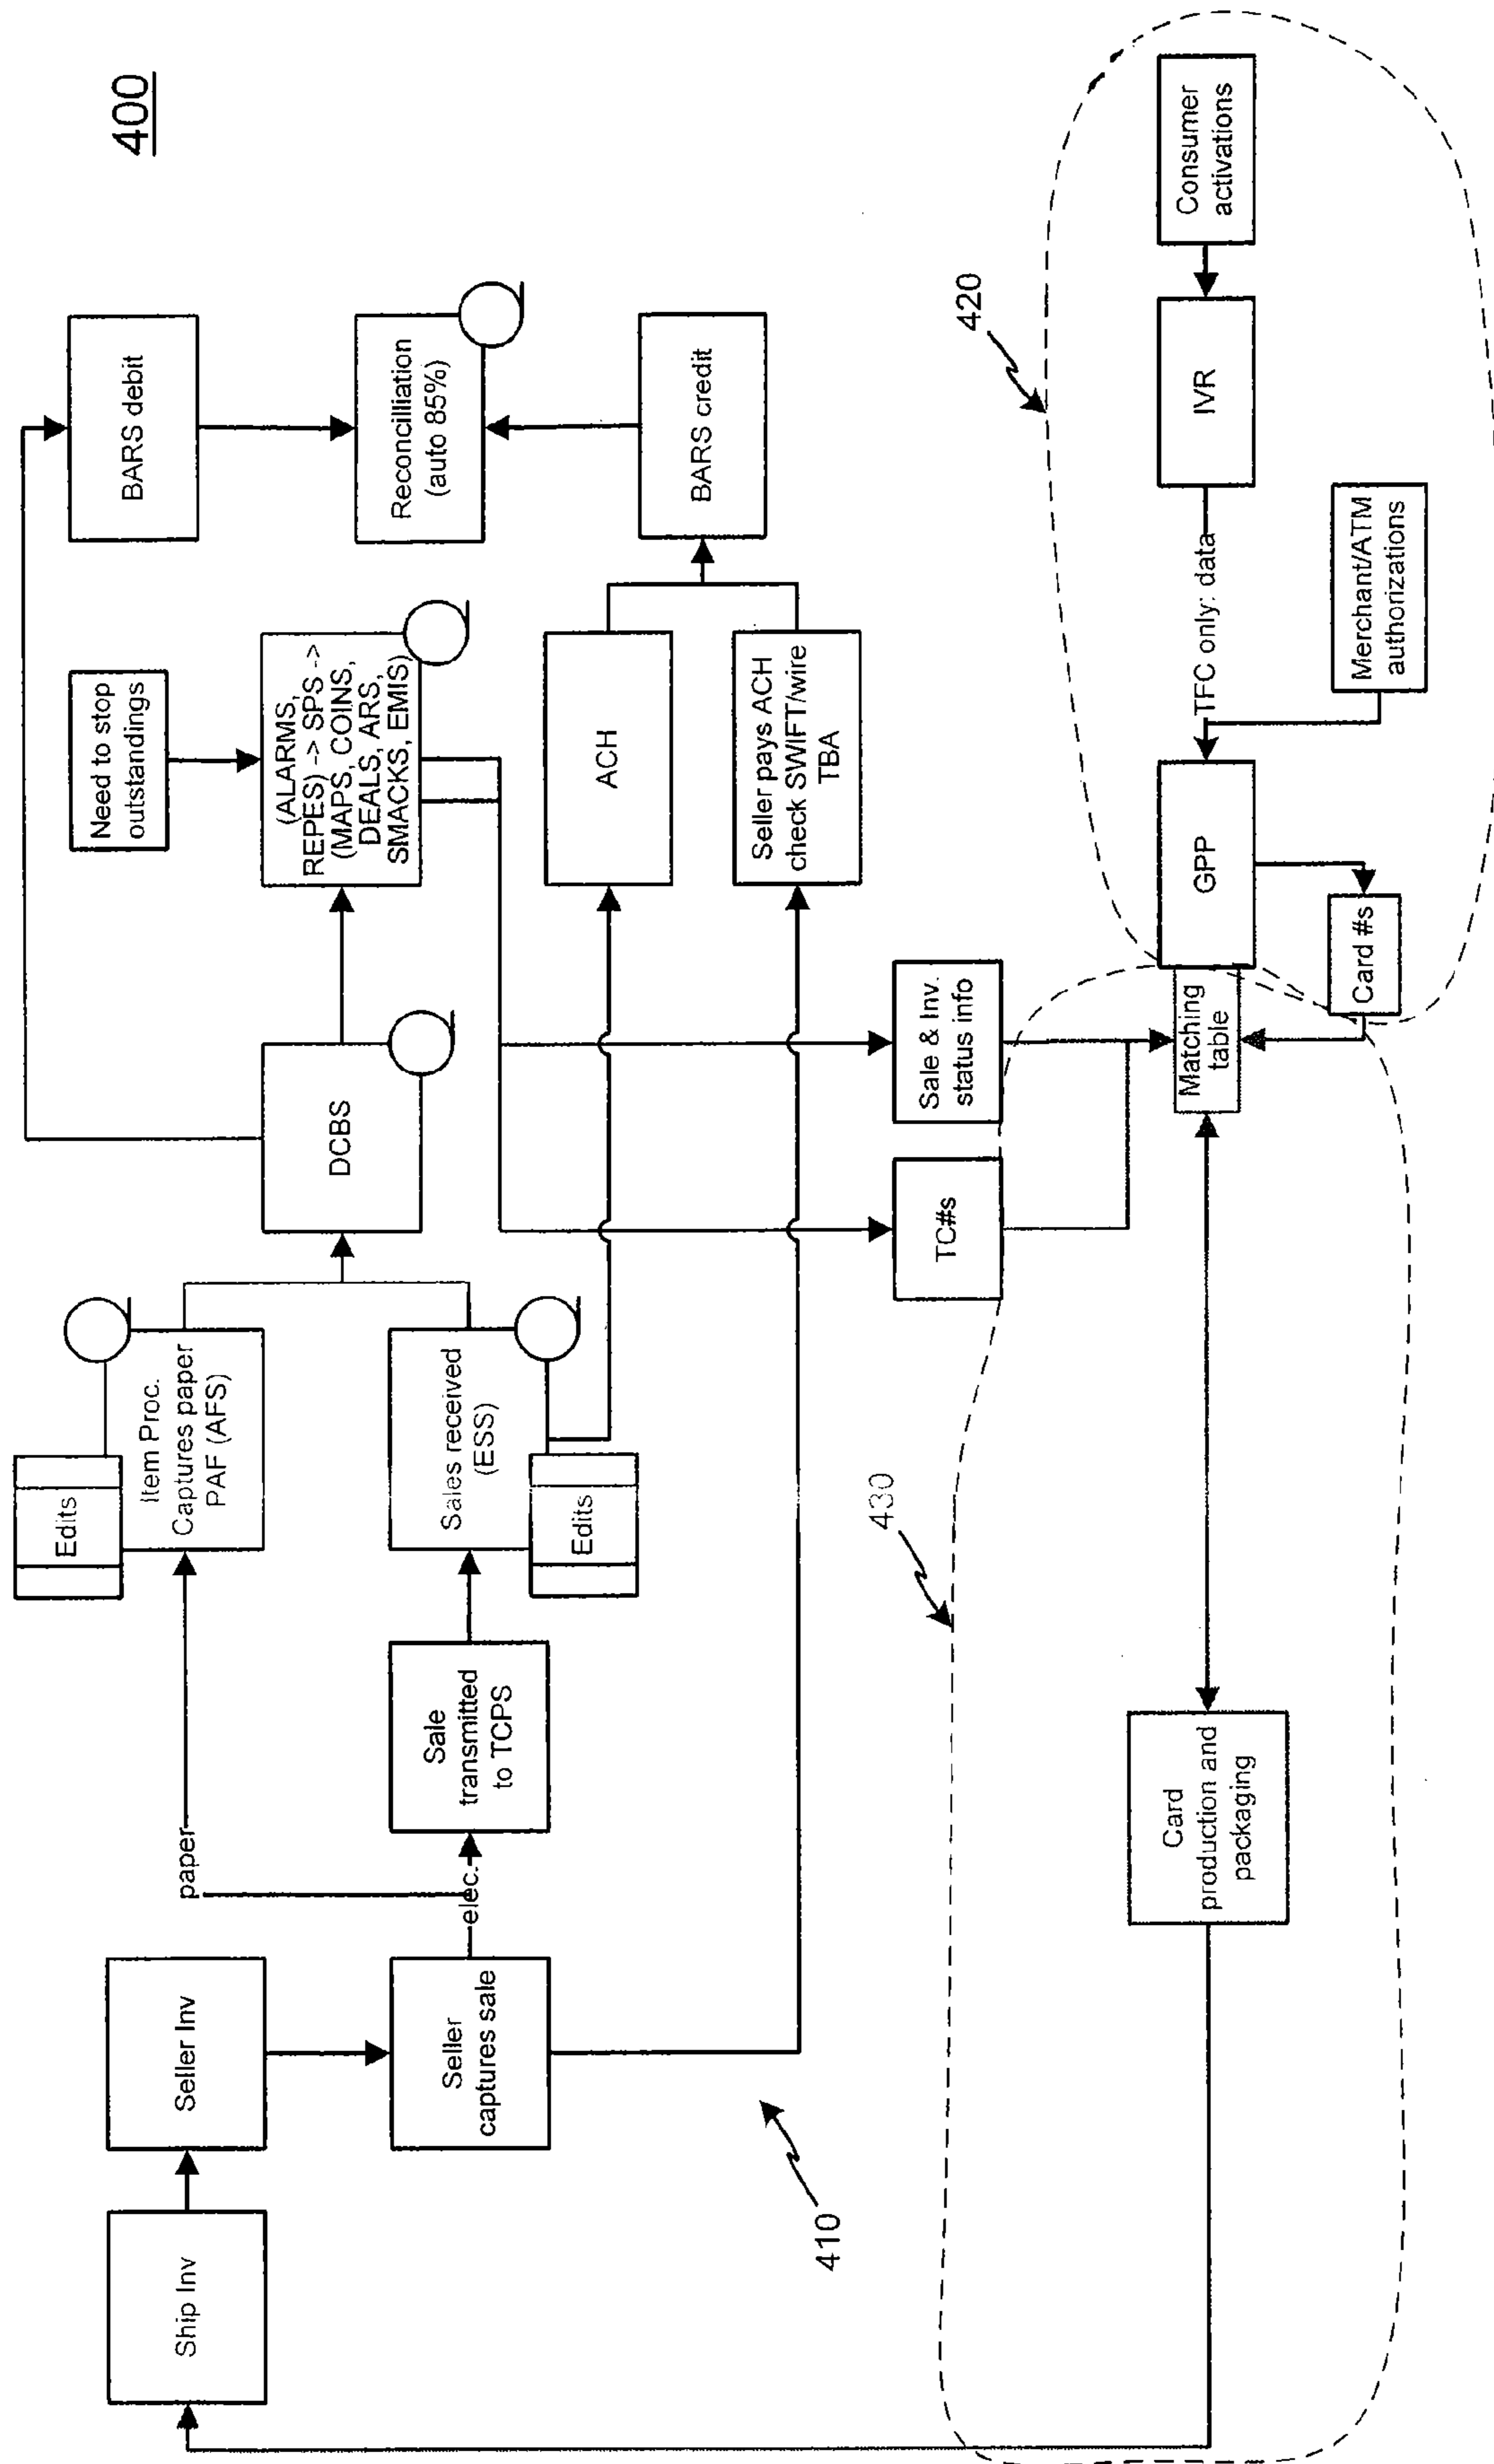 400
Ship Inv
Seller Inv
Seller
captures sale
paper
elec.
Sale
transmitted
to TCPS
Edits
Item Proc.
Captures paper
PAF (AFS)
Sales received
(ESS)
Edits
DCBS
Need to stop
outstandings
(ALARMS,
REPES) -> SPS ->
(MAPS, COINS,
DEALS, ARS,
SMACKS, EMIS)
ACH
Seller pays ACH
check SWIFT/wire
TBA
BARS debit
Reconcilliation
(auto 85%)
BARS credit
410
430
420
TC#s
Sale & Inv.
status info
Card
production and
packaging
Matching
table
GPP
Card #s
TFC only: data
IVR
Consumer
activations
Merchant/ATM
authorizations